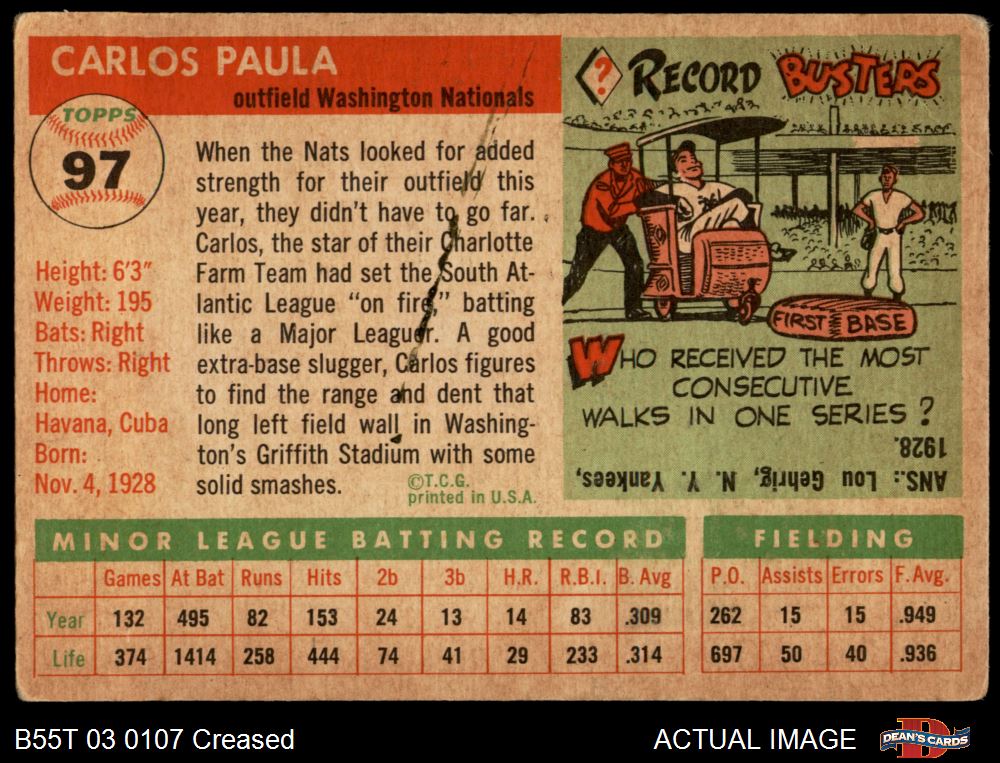 CARLOS PAULA
outfield Washington Nationals
TOPPS
97
Height: 6'3"
Weight: 195
Bats: Right
Throws: Right
Home:
Havana, Cuba
Born:
Nov. 4, 1928
When the Nats looked for added
strength for their outfield this
year, they didn't have to go far.
Carlos, the star of their Charlotte
Farm Team had set the South At-
lantic League "on fire," batting
like a Major Leaguer. A good
extra-base slugger, Carlos figures
to find the range and dent that
long left field wall in Washing-
ton's Griffith Stadium with some
solid smashes.
©T.C.G.
printed in U.S.A.
? RECORD BUSTERS
FIRST BASE
WHO RECEIVED THE MOST
CONSECUTIVE
WALKS IN ONE SERIES?
ANS.: Lou Gehrig, N. Y. Yankees,
1928.
MINOR LEAGUE BATTING RECORD
Games At Bat Runs Hits 2b 3b H.R. R.B.I. B. Avg
Year 132 495 82 153 24 13 14 83 .309
Life 374 1414 258 444 74 41 29 233 .314
FIELDING
P.O. Assists Errors F. Avg.
262 15 15 .949
697 50 40 .936
B55T 03 0107 Creased
ACTUAL IMAGE
D
DEAN'S CARDS